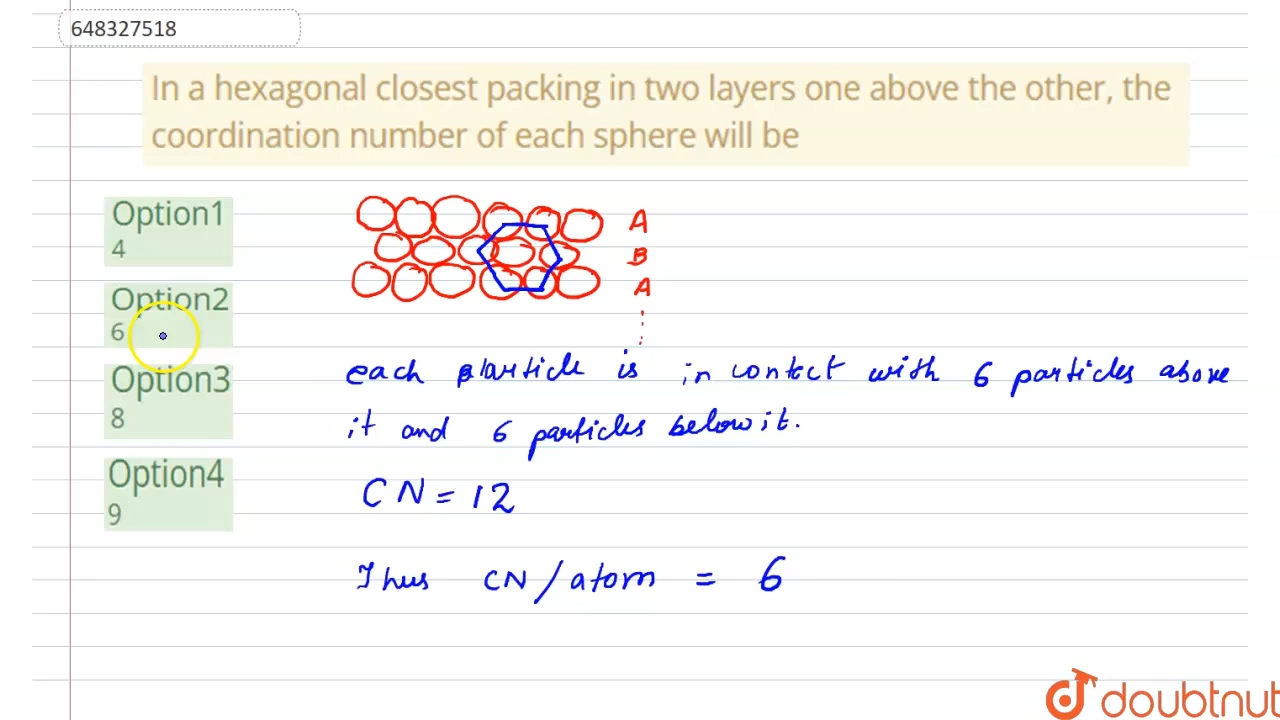 648327518
In a hexagonal closest packing in two layers one above the other, the
coordination number of each sphere will be
Option1
4
Option2
6
Option3
8
Option4
9
A
B
A
each particle is in contect with 6 particles above
it and 6 particles below it.
CN = 12
Thus CN/atom = 6
doubtnut